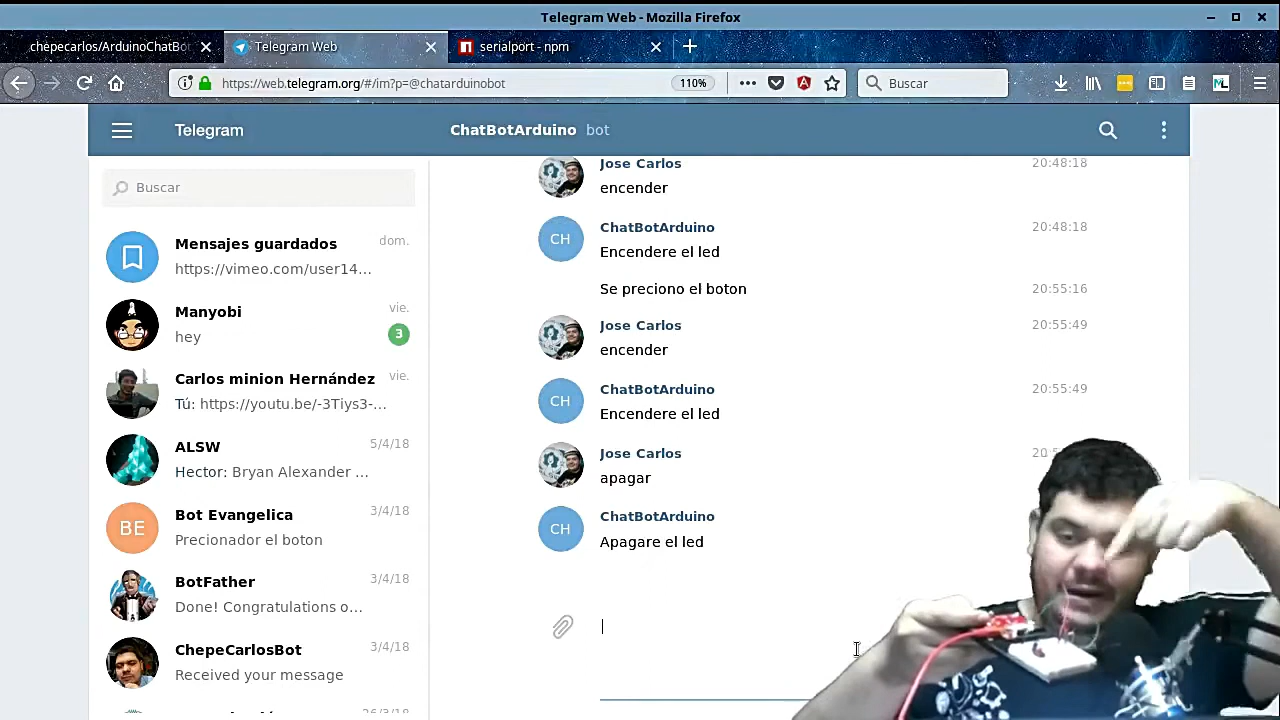 Telegram Web - Mozilla Firefox
chepecarlos/ArduinoChatBo
Telegram Web
serialport - npm
https://web.telegram.org/#/im?p=@chatarduinobot
110%
Buscar
Telegram
ChatBotArduino bot
Buscar
Mensajes guardados dom.
https://vimeo.com/user14...
Manyobi vie.
hey 3
Carlos minion Hernández vie.
Tú: https://youtu.be/-3Tiys3-...
ALSW 5/4/18
Hector: Bryan Alexander ...
BE
Bot Evangelica 3/4/18
Precionador el boton
BotFather 3/4/18
Done! Congratulations o...
ChepeCarlosBot 3/4/18
Received your message
Jose Carlos 20:48:18
encender
CH
ChatBotArduino 20:48:18
Encendere el led
Se preciono el boton 20:55:16
Jose Carlos 20:55:49
encender
CH
ChatBotArduino 20:55:49
Encendere el led
Jose Carlos
apagar
CH
ChatBotArduino
Apagare el led